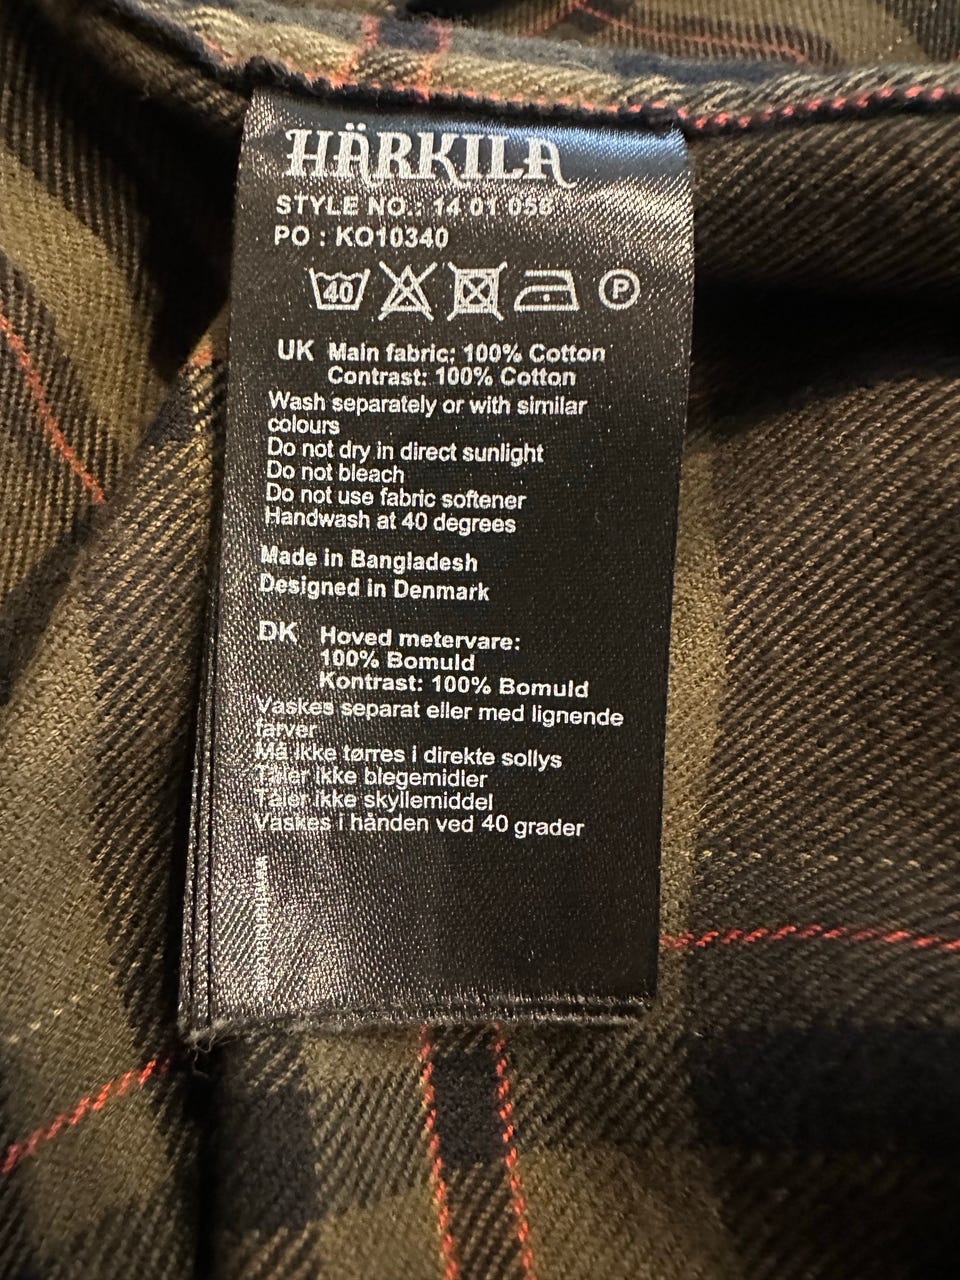 HÄRKILA
STYLE NO.: 14 01 056
PO : KO10340
40 P
UK Main fabric: 100% Cotton
Contrast: 100% Cotton
Wash separately or with similar
colours
Do not dry in direct sunlight
Do not bleach
Do not use fabric softener
Handwash at 40 degrees
Made in Bangladesh
Designed in Denmark
DK Hoved metervare:
100% Bomuld
Kontrast: 100% Bomuld
Vaskes separat eller med lignende
farver
Må ikke tørres i direkte sollys
Tåler ikke blegemidler
Tåler ikke skyllemiddel
Vaskes i hånden ved 40 grader